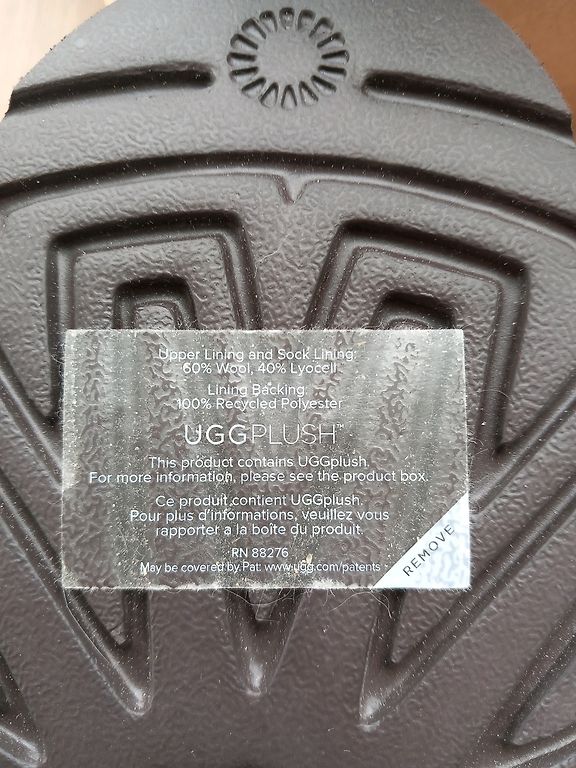 Upper Lining and Sock Lining:
60% Wool, 40% Lyocell
Lining Backing:
100% Recycled Polyester
UGGPLUSH™
This product contains UGGplush.
For more information, please see the product box.
Ce produit contient UGGplush.
Pour plus d'informations, veuillez vous
rapporter a la boîte du produit.
RN 88276
May be covered by Pat: www.ugg.com/patents
REMOVE